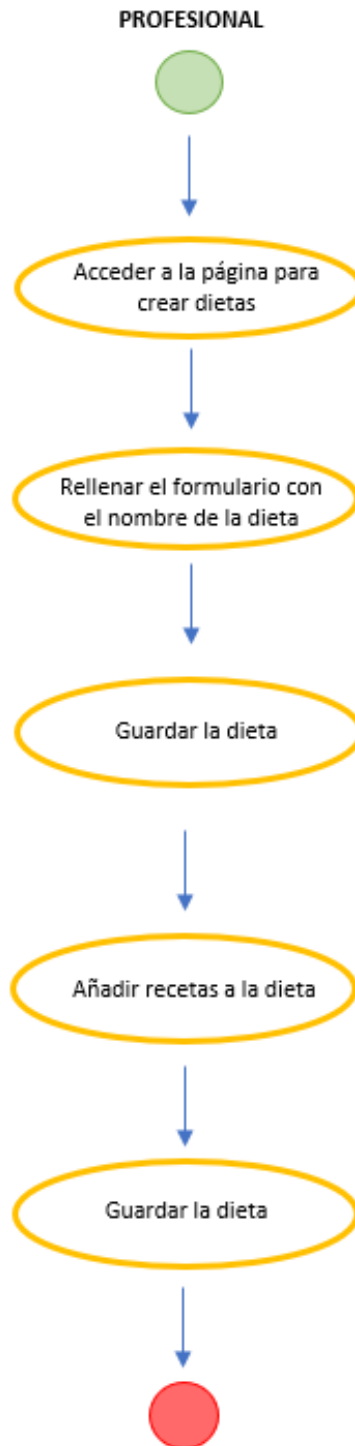 PROFESIONAL
Acceder a la página para
crear dietas
Rellenar el formulario con
el nombre de la dieta
Guardar la dieta
Añadir recetas a la dieta
Guardar la dieta